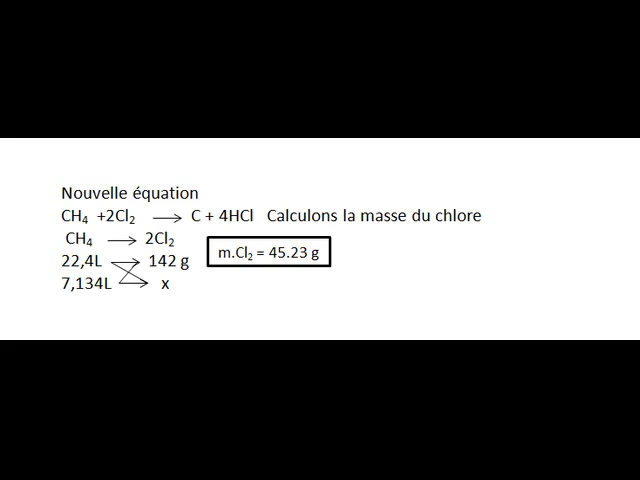 Nouvelle équation
CH₄ +2Cl₂ → C + 4HCl Calculons la masse du chlore
CH₄ → 2Cl₂
m.Cl₂ = 45.23 g
22,4L → 142 g
7,134L → x